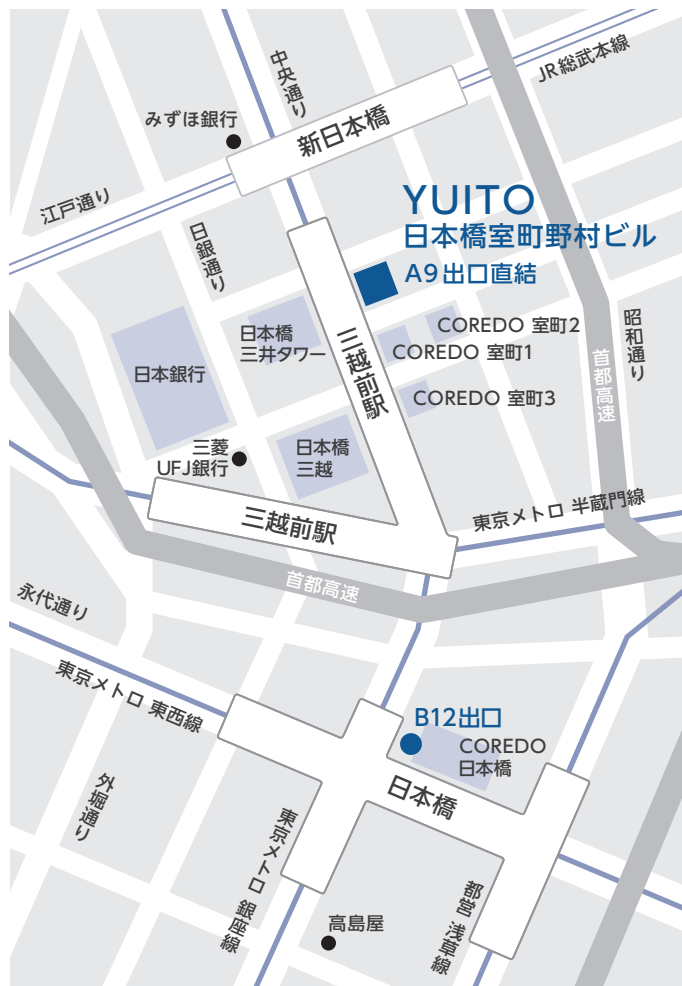 中央通り
JR総武本線
みずほ銀行
新日本橋
江戸通り
YUITO
日本橋室町野村ビル
A9出口直結
日銀通り
日本橋
三井タワー
COREDO 室町2
COREDO 室町1
COREDO 室町3
昭和通り
首都高速
三越前駅
日本銀行
三菱
UFJ銀行
日本橋
三越
三越前駅
東京メトロ 半蔵門線
首都高速
永代通り
東京メトロ 東西線
B12出口
COREDO
日本橋
日本橋
外堀通り
東京メトロ 銀座線
都営 浅草線
高島屋